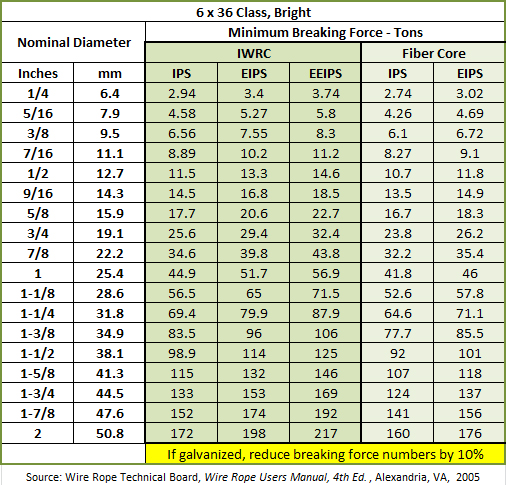 6 x 36 Class, Bright
Nominal Diameter Minimum Breaking Force - Tons
IWRC Fiber Core
Inches mm IPS EIPS EEIPS IPS EIPS
1/4 6.4 2.94 3.4 3.74 2.74 3.02
5/16 7.9 4.58 5.27 5.8 4.26 4.69
3/8 9.5 6.56 7.55 8.3 6.1 6.72
7/16 11.1 8.89 10.2 11.2 8.27 9.1
1/2 12.7 11.5 13.3 14.6 10.7 11.8
9/16 14.3 14.5 16.8 18.5 13.5 14.9
5/8 15.9 17.7 20.6 22.7 16.7 18.3
3/4 19.1 25.6 29.4 32.4 23.8 26.2
7/8 22.2 34.6 39.8 43.8 32.2 35.4
1 25.4 44.9 51.7 56.9 41.8 46
1-1/8 28.6 56.5 65 71.5 52.6 57.8
1-1/4 31.8 69.4 79.9 87.9 64.6 71.1
1-3/8 34.9 83.5 96 106 77.7 85.5
1-1/2 38.1 98.9 114 125 92 101
1-5/8 41.3 115 132 146 107 118
1-3/4 44.5 133 153 169 124 137
1-7/8 47.6 152 174 192 141 156
2 50.8 172 198 217 160 176
If galvanized, reduce breaking force numbers by 10%
Source: Wire Rope Technical Board, Wire Rope Users Manual, 4th Ed. , Alexandria, VA, 2005